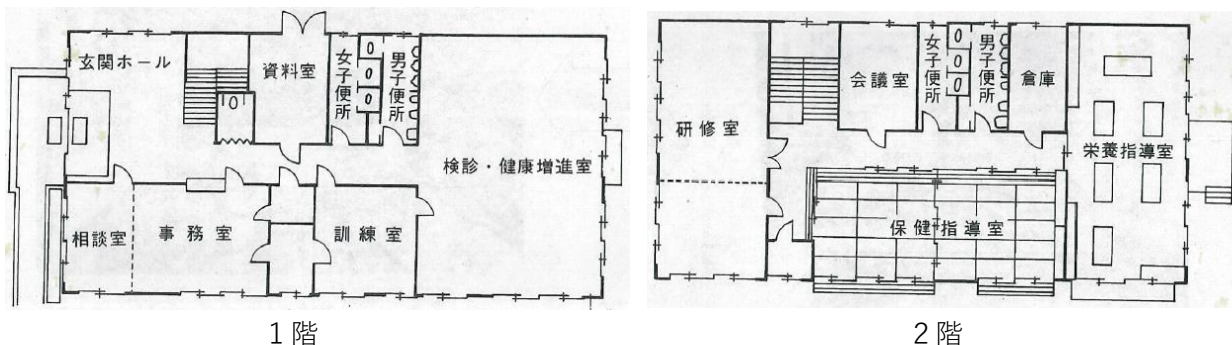 玄関ホール
資料室
女子便所
男子便所
検診・健康増進室
相談室
事務室
訓練室
1階
研修室
会議室
女子便所
男子便所
倉庫
栄養指導室
保健指導室
2階